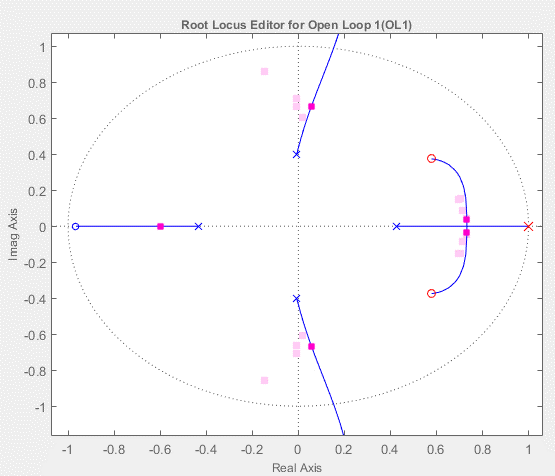 Root Locus Editor for Open Loop 1(OL1)
1
0.8
0.6
0.4
0.2
0
-0.2
-0.4
-0.6
-0.8
-1
Imag Axis
-1 -0.8 -0.6 -0.4 -0.2 0 0.2 0.4 0.6 0.8 1
Real Axis